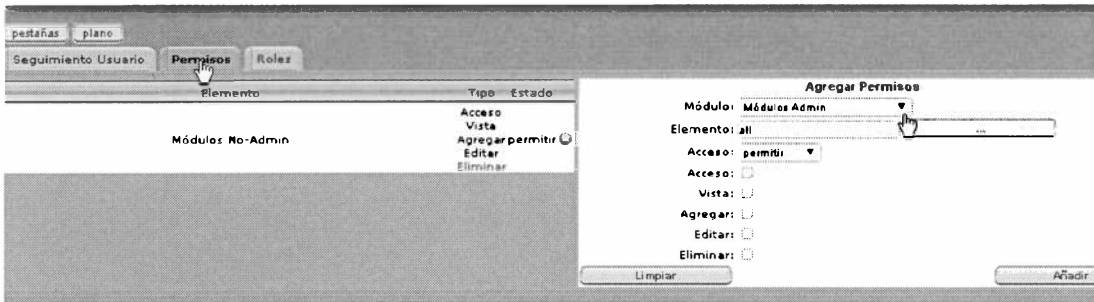 pestañas plano
Seguimiento Usuario Permisos Roles
Elemento Tipo Estado
Acceso
Vista
Módulos No-Admin Agregar permitir
Editar
Eliminar
Agregar Permisos
Módulo: Módulos Admin
Elemento: all ...
Acceso: permitir
Acceso:
Vista:
Agregar:
Editar:
Eliminar:
Limpiar Añadir